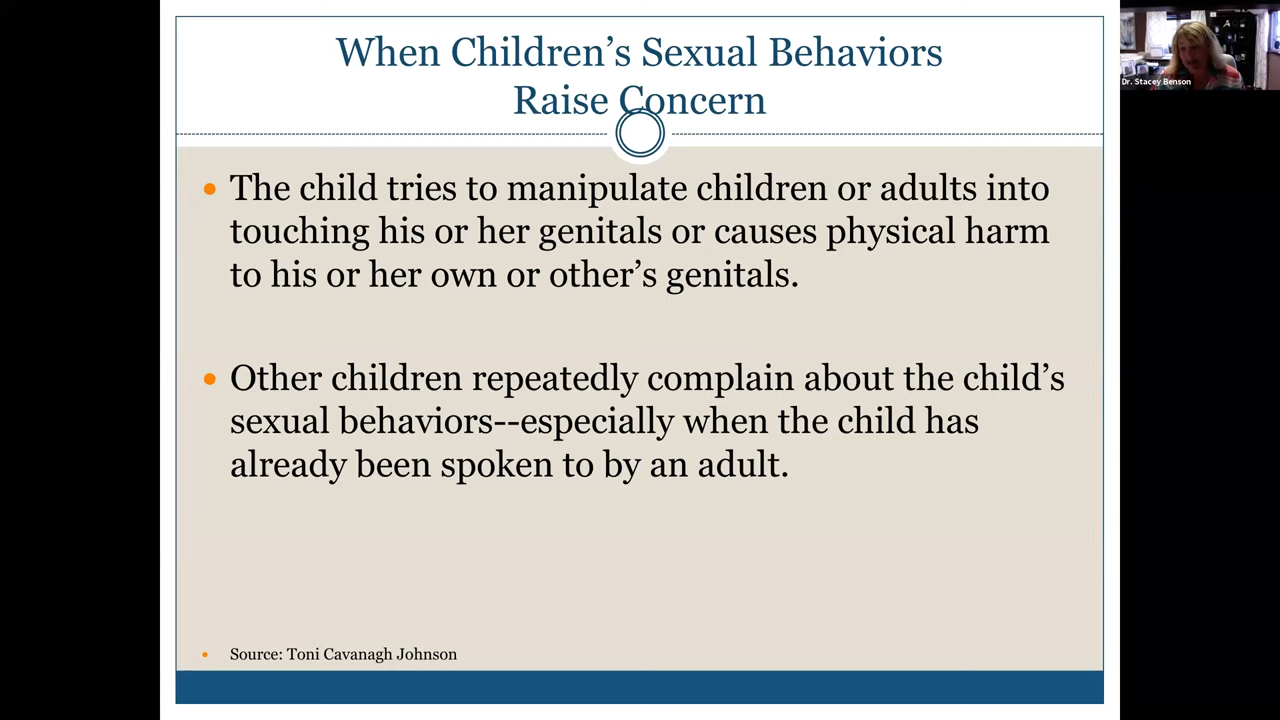 When Children’s Sexual Behaviors
Raise Concern
Dr. Stacey Benson
• The child tries to manipulate children or adults into
touching his or her genitals or causes physical harm
to his or her own or other’s genitals.
• Other children repeatedly complain about the child’s
sexual behaviors--especially when the child has
already been spoken to by an adult.
• Source: Toni Cavanagh Johnson